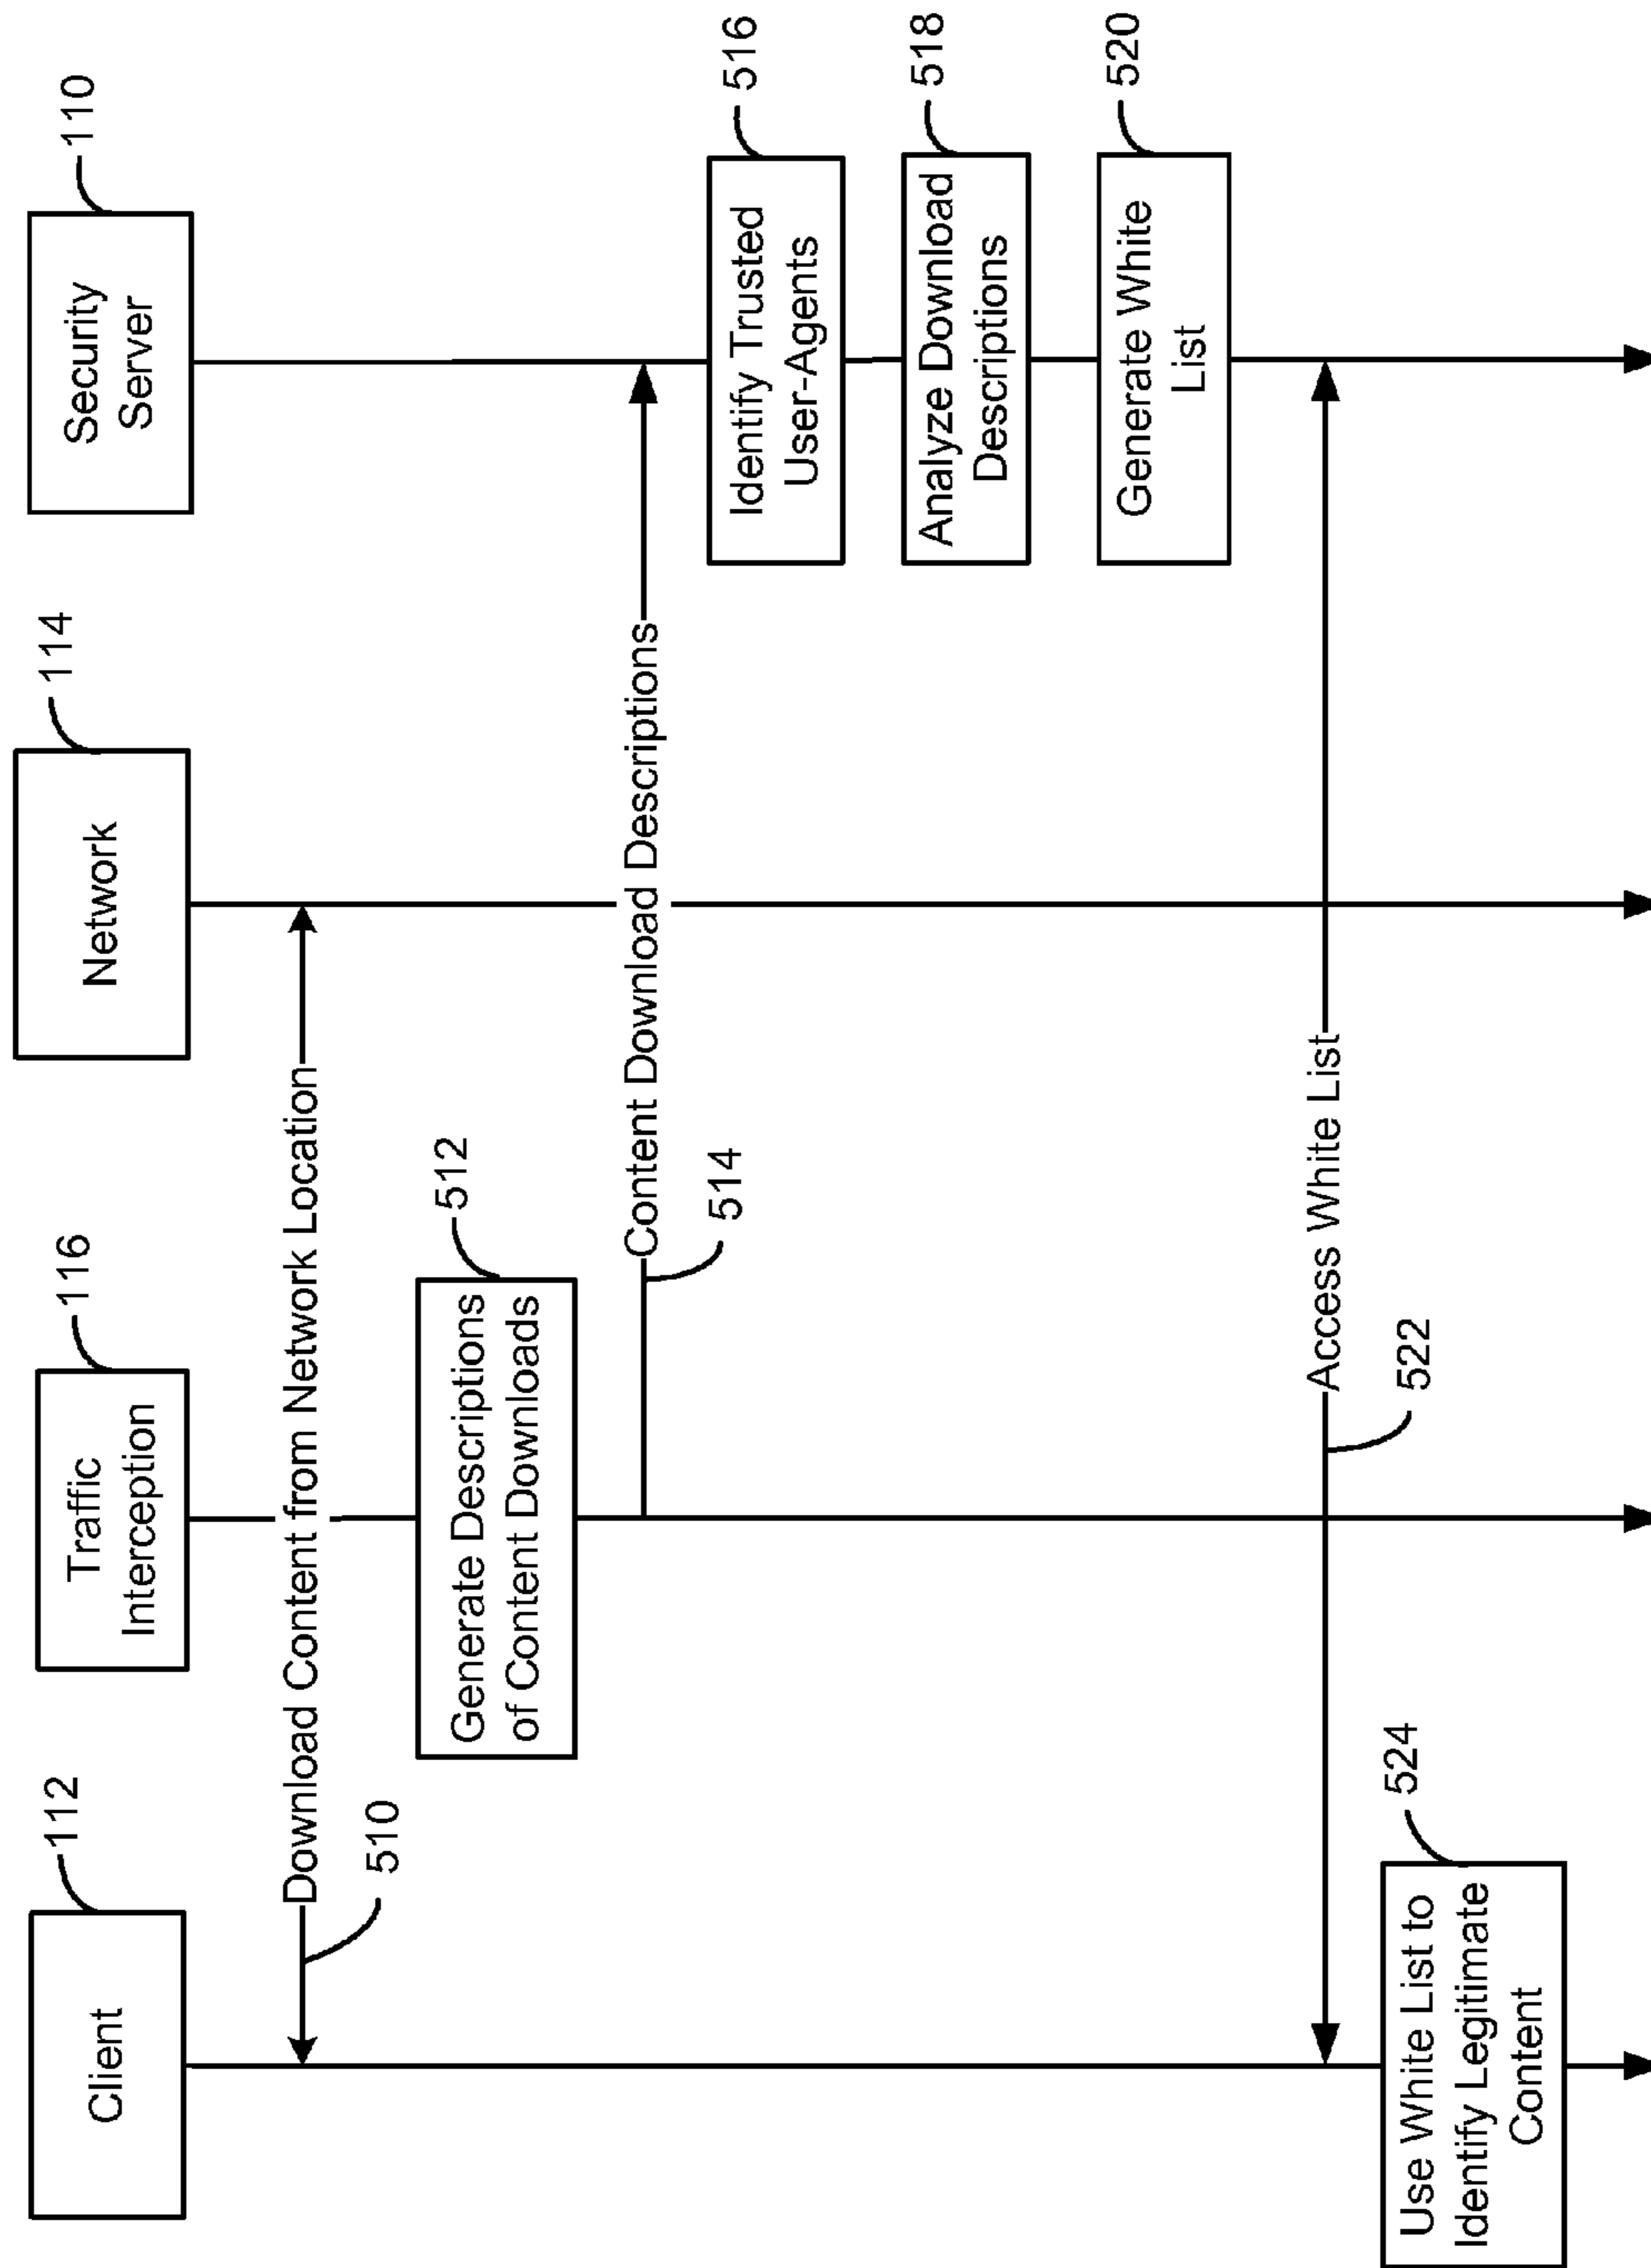 Client
112
Traffic
Interception
116
Network
114
Security
Server
110
Download Content from Network Location
510
Generate Descriptions
of Content Downloads
512
Content Download Descriptions
514
Identify Trusted
User-Agents
516
Analyze Download
Descriptions
518
Generate White
List
520
Access White List
522
Use White List to
Identify Legitimate
Content
524